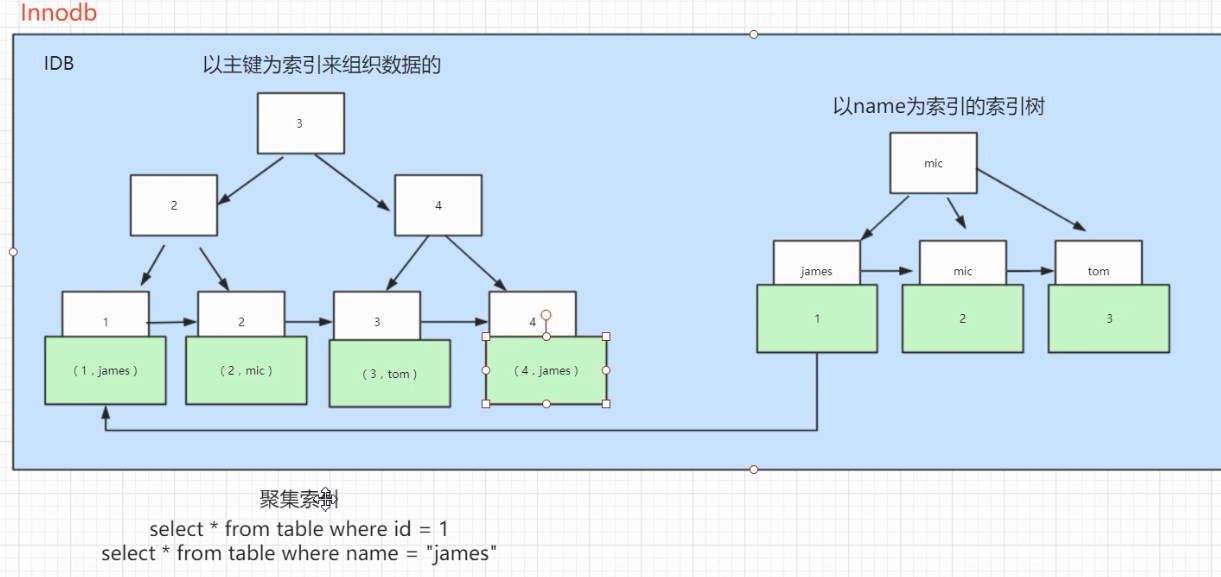 Innodb
IDB
以主键为索引来组织数据的
3
2
4
1
2
3
4
(1, james)
(2, mic)
(3, tom)
(4, james)
以name为索引的索引树
mic
james
mic
tom
1
2
3
聚集索引
select * from table where id = 1
select * from table where name = "james"